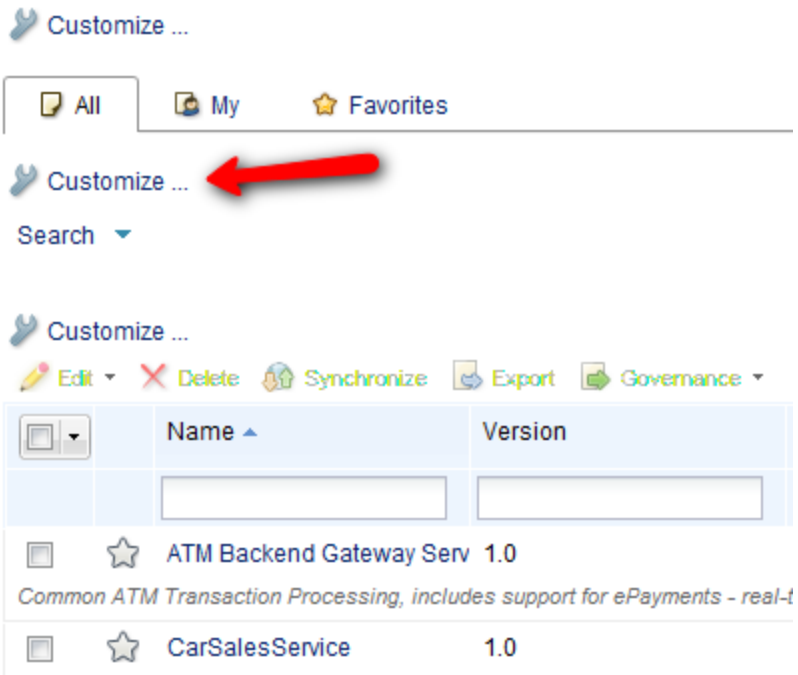 Customize ...
All My Favorites
Customize ...
Search
Customize ...
Edit Delete Synchronize Export Governance
Name Version
ATM Backend Gateway Serv 1.0
Common ATM Transaction Processing, includes support for ePayments - real-t
CarSalesService 1.0